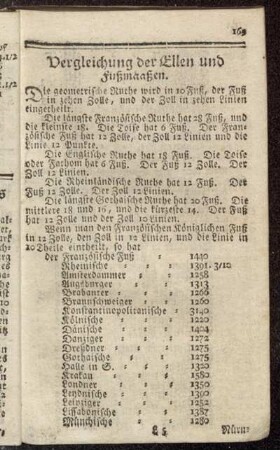 165
Vergleichung der Ellen und
Fußmaaßen.
Die geometrische Ruthe wird in 10 Fuß, der Fuß
in zehen Zolle, und der Zoll in zehen Linien
eingetheilt.
Die längste Französische Ruthe hat 28 Fuß, und
die kleinste 18. Die Toise hat 6 Fuß. Der Fran=
zösische Fuß hat 12 Zolle, der Zoll 12 Linien und die
Linie 12 Punkte.
Die Englische Ruthe hat 18 Fuß. Die Toise
oder Fathom hat 6 Fuß. Der Fuß 12 Zolle. Der
Zoll 12 Linien.
Die Rheinländische Ruthe hat 12 Fuß. Der
Fuß 12 Zolle. Der Zoll 12 Linien.
Die längste Gothaische Ruthe hat 20 Fuß. Die
mittlere 18 und 16, und die kürzeste 14. Der Fuß
hat 12 Zolle und der Zoll 10 Linien.
Wenn man den Französischen Königlichen Fuß
in 12 Zolle, den Zoll in 12 Linien, und die Linie in
10 Theile eintheilt, so hat
der Französische Fuß = = 1440
Rheinische = = = 1391. 3/10
Amsterdammer = = 1258
Augsburger = = 1313
Brabanter = = = 1260
Braunschweiger = = 1260
Konstantinopolitanische = = 3140
Kölnische = = = 1220
Dänische = = = 1404
Danziger = = = 1272
Dresdner = = = 1275
Gothaische = = = 1275
Halle in S. = = = 1320
Krakau = = = 1580
Londner = = = 1350
Leydnische = = = 1390
Leipziger = = = 1252
Lissabonische = = 1387
Münchische = = = 1280
Nürn=